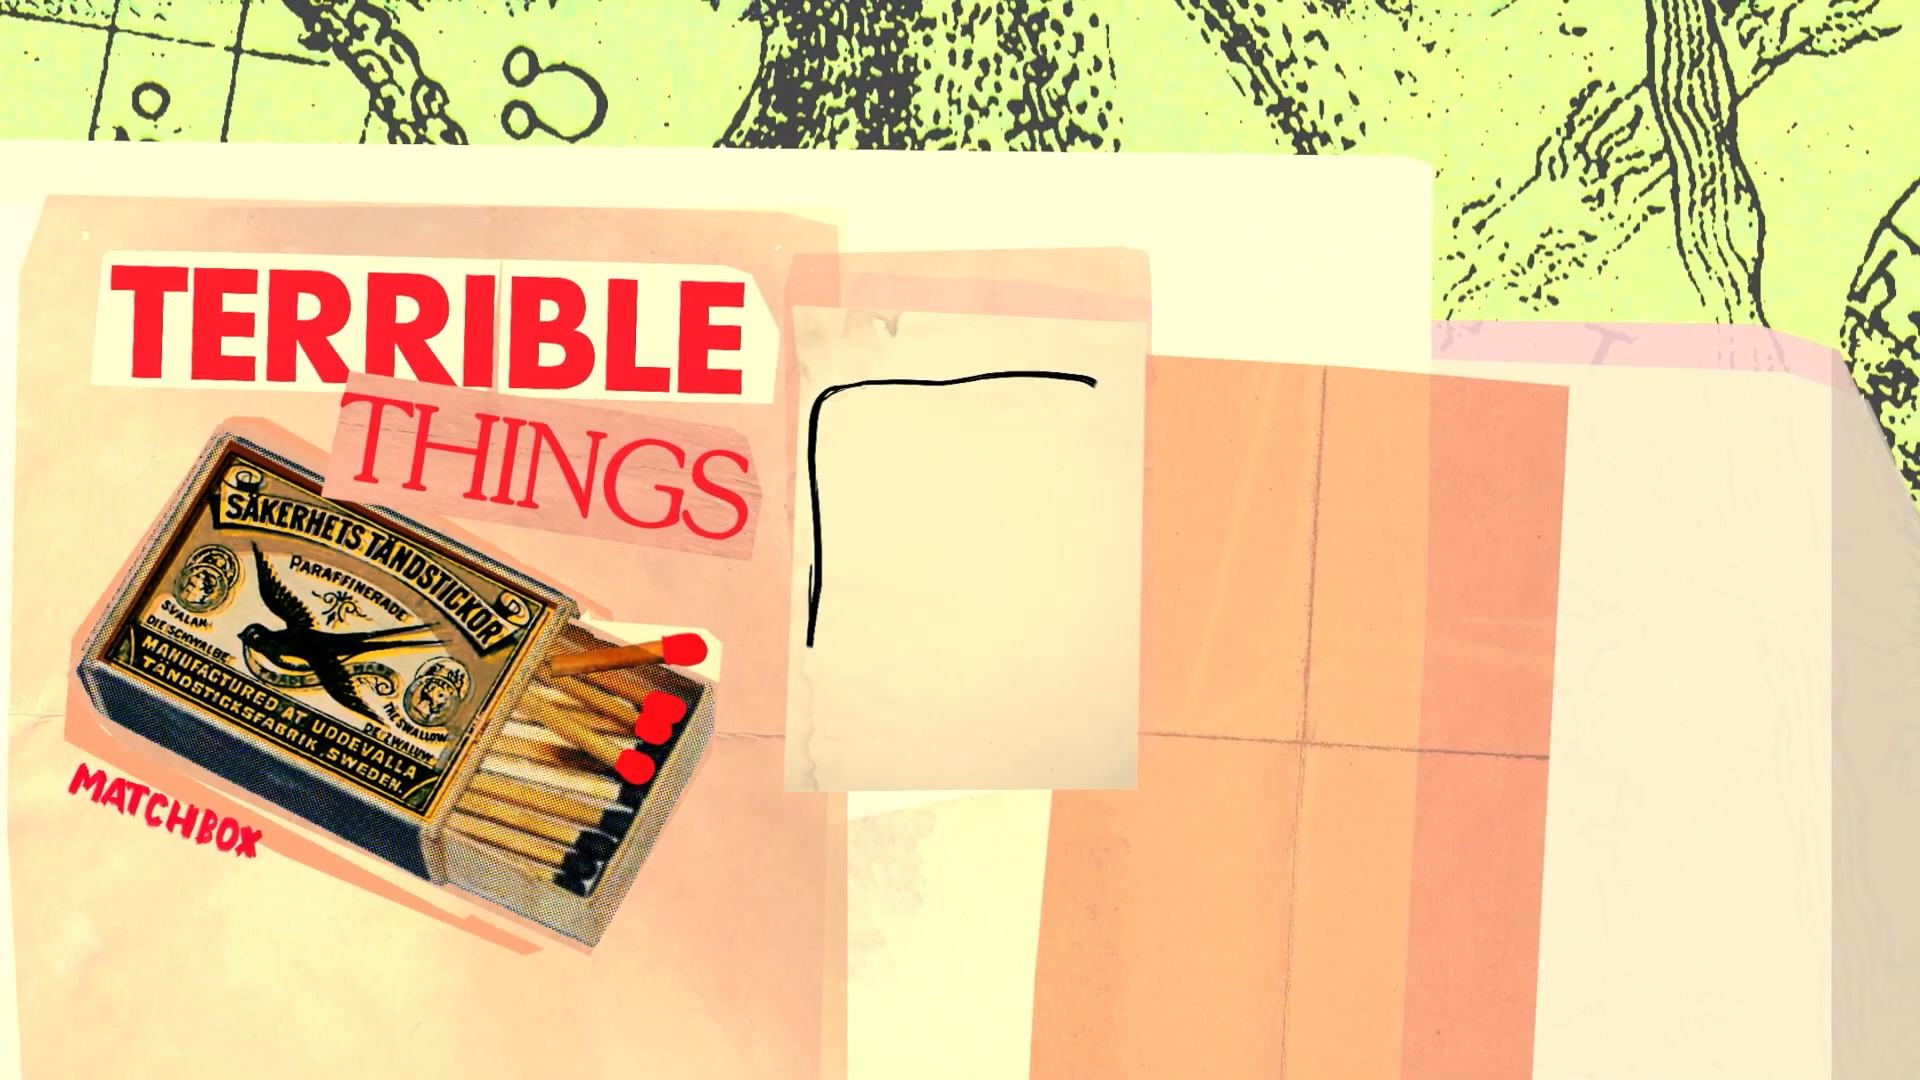 TERRIBLE
THINGS
SÄKERHETS TÄNDSTICKOR
PARAFFINERADE
SVALAN
DIE SCHWALBE
THE SWALLOW
DE ZWALUW
MANUFACTURED AT UDDEVALLA
TÄNDSTICKSFABRIK, SWEDEN.
MATCHBOX